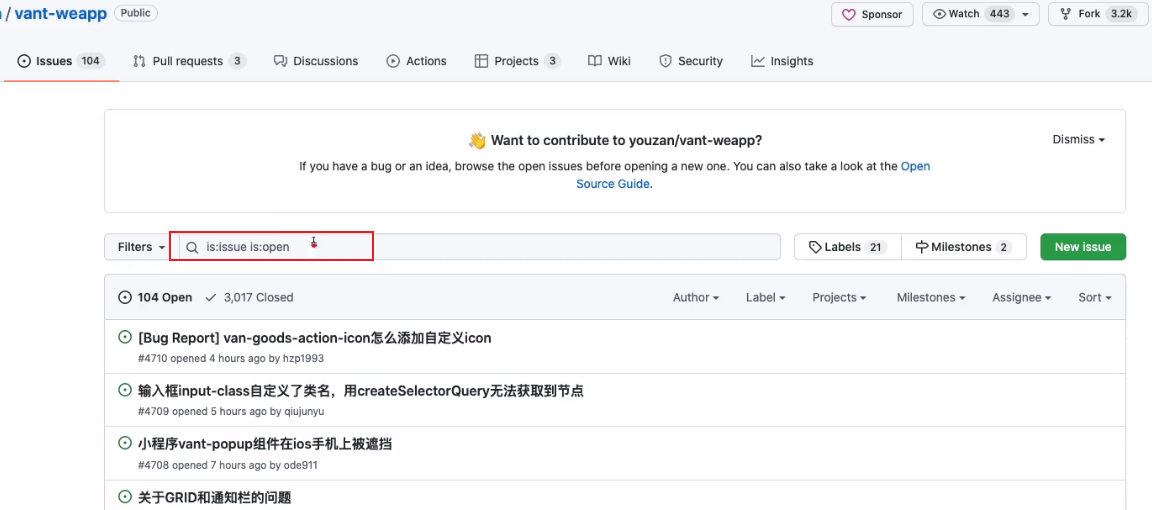 / vant-weapp Public Sponsor Watch 443 Fork 3.2k
Issues 104 Pull requests 3 Discussions Actions Projects 3 Wiki Security Insights
👋 Want to contribute to youzan/vant-weapp? Dismiss
If you have a bug or an idea, browse the open issues before opening a new one. You can also take a look at the Open
Source Guide.
Filters is:issue is:open Labels 21 Milestones 2 New issue
104 Open 3,017 Closed Author Label Projects Milestones Assignee Sort
[Bug Report] van-goods-action-icon怎么添加自定义icon
#4710 opened 4 hours ago by hzp1993
输入框input-class自定义了类名，用createSelectorQuery无法获取到节点
#4709 opened 5 hours ago by qiujunyu
小程序vant-popup组件在ios手机上被遮挡
#4708 opened 7 hours ago by ode911
关于GRID和通知栏的问题